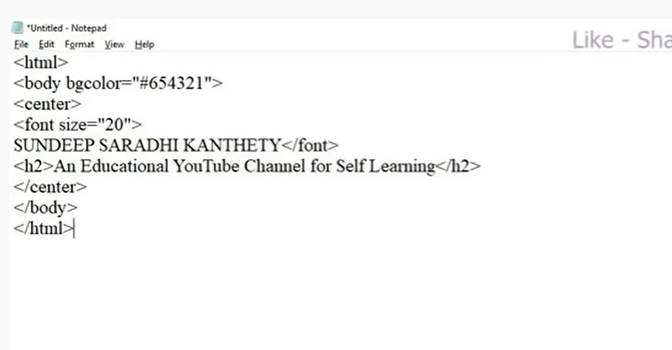 *Untitled - Notepad
File Edit Format View Help
Like - Sha
<html>
<body bgcolor="#654321">
<center>
<font size="20">
SUNDEEP SARADHI KANTHETY</font>
<h2>An Educational YouTube Channel for Self Learning</h2>
</center>
</body>
</html>